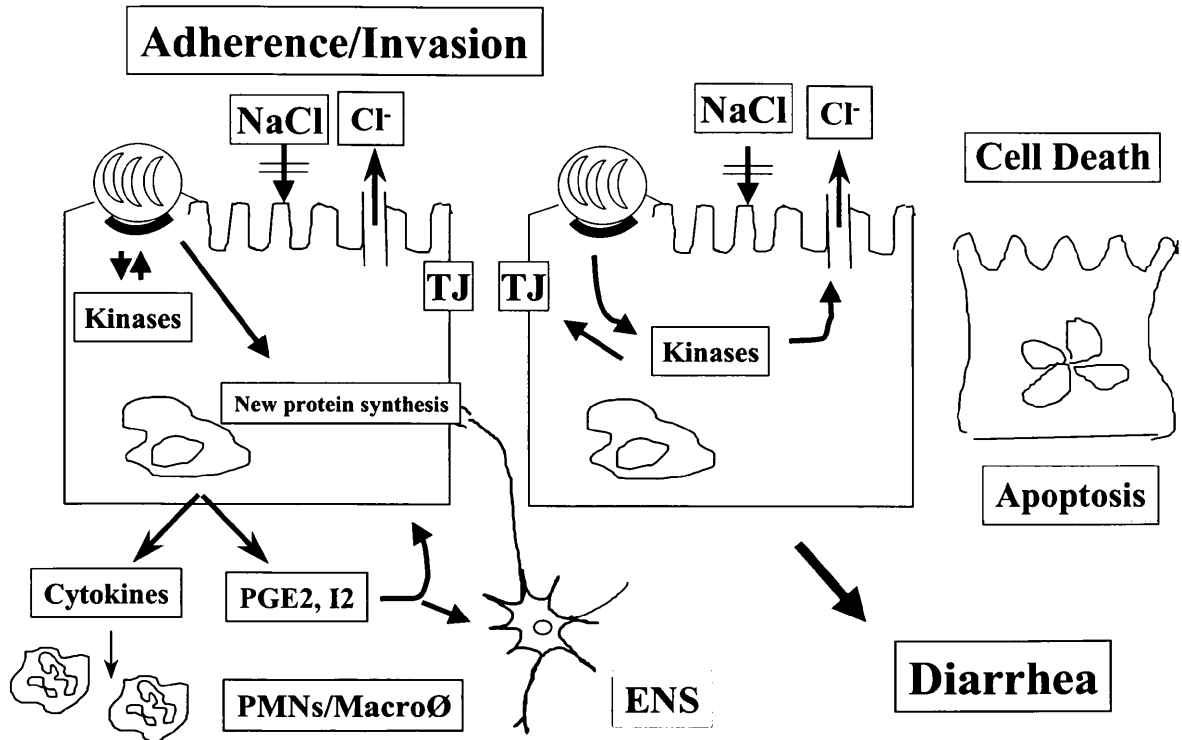 Adherence/Invasion
NaCl
Cl-
NaCl
Cl-
Cell Death
TJ
TJ
Kinases
Kinases
New protein synthesis
Apoptosis
Cytokines
PGE2, I2
Diarrhea
PMNs/MacroØ
ENS